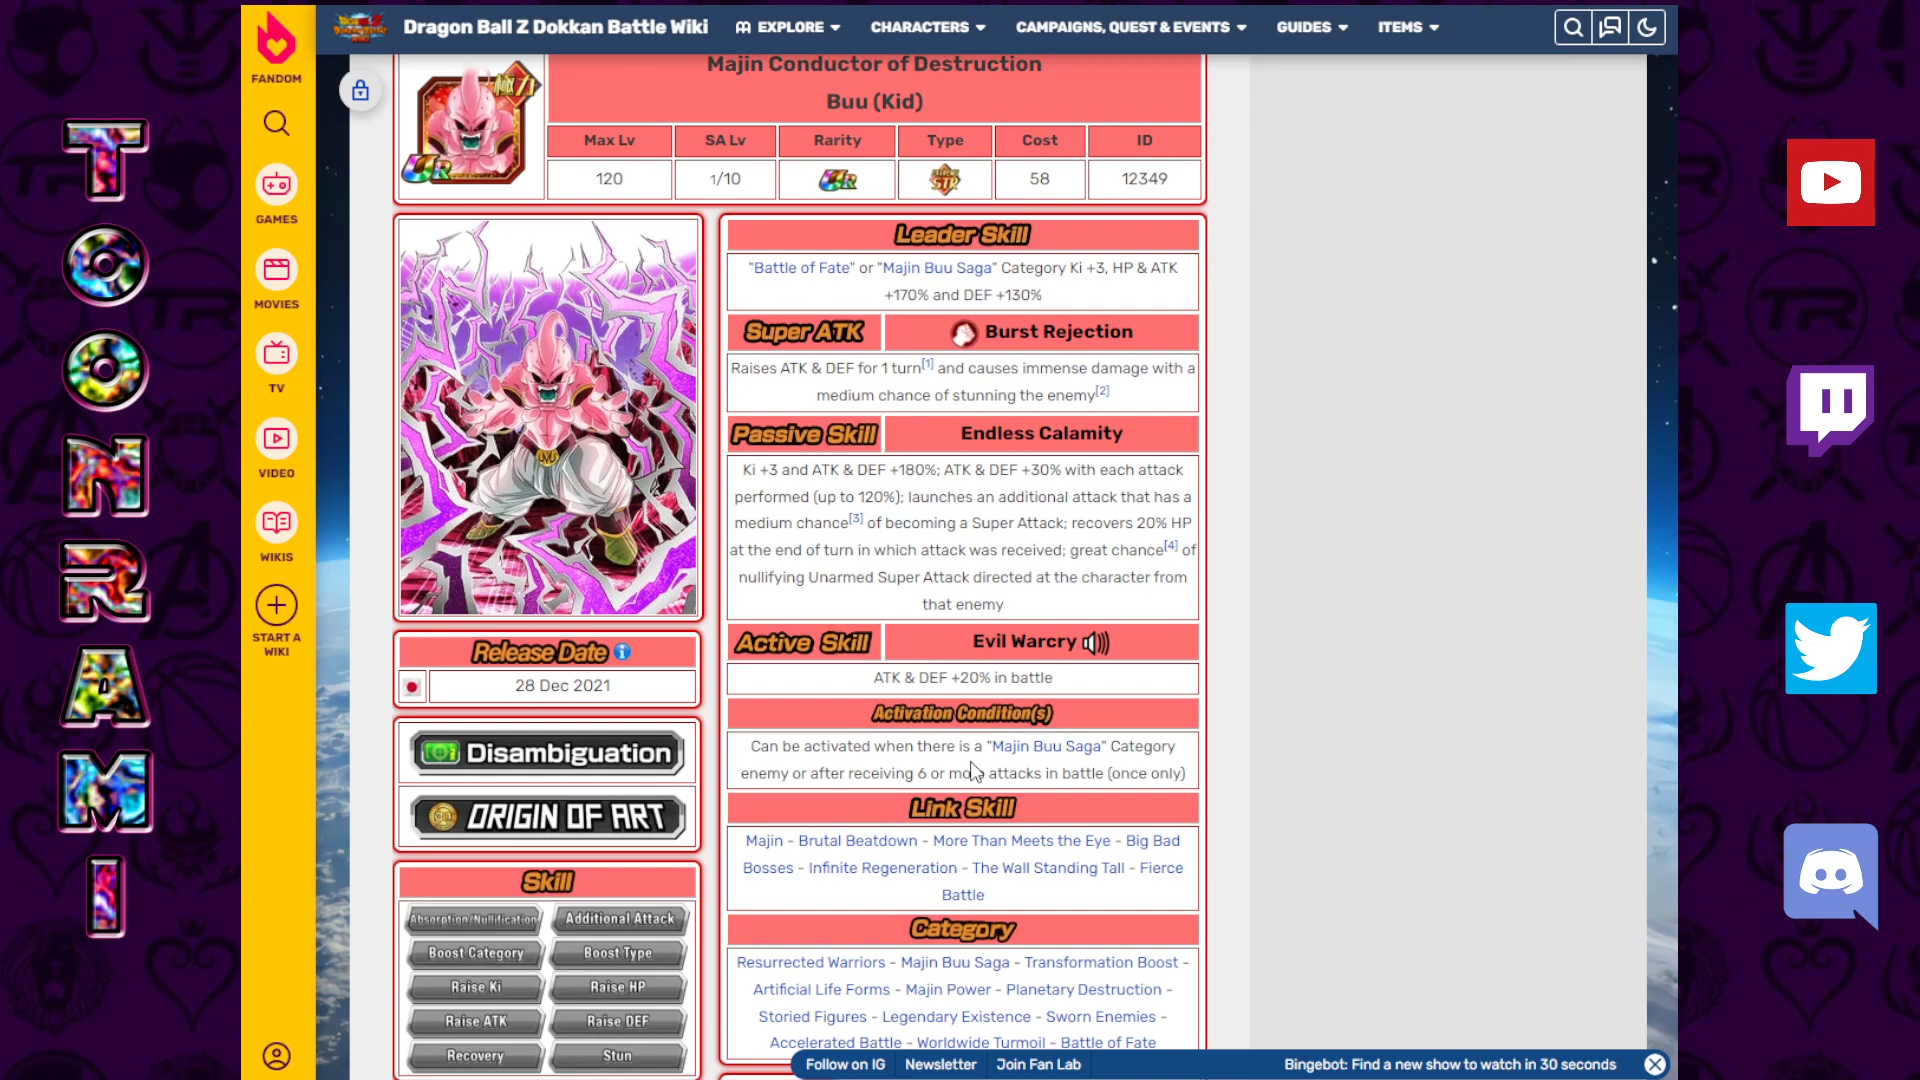 TOONRAMI
FANDOM
GAMES
MOVIES
TV
VIDEO
WIKIS
START A
WIKI
Dragon Ball Z Dokkan Battle Wiki
EXPLORE
CHARACTERS
CAMPAIGNS, QUEST & EVENTS
GUIDES
ITEMS
Majin Conductor of Destruction
Buu (Kid)
Max Lv
SA Lv
Rarity
Type
Cost
ID
UR
120
1/10
UR
STR
58
12349
Leader Skill
"Battle of Fate" or "Majin Buu Saga" Category Ki +3, HP & ATK
+170% and DEF +130%
Super ATK
Burst Rejection
Raises ATK & DEF for 1 turn[1] and causes immense damage with a
medium chance of stunning the enemy[2]
Passive Skill
Endless Calamity
Ki +3 and ATK & DEF +180%; ATK & DEF +30% with each attack
performed (up to 120%); launches an additional attack that has a
medium chance[3] of becoming a Super Attack; recovers 20% HP
at the end of turn in which attack was received; great chance[4] of
nullifying Unarmed Super Attack directed at the character from
that enemy
Active Skill
Evil Warcry
ATK & DEF +20% in battle
Activation Condition(s)
Can be activated when there is a "Majin Buu Saga" Category
enemy or after receiving 6 or more attacks in battle (once only)
Link Skill
Majin - Brutal Beatdown - More Than Meets the Eye - Big Bad
Bosses - Infinite Regeneration - The Wall Standing Tall - Fierce
Battle
Category
Resurrected Warriors - Majin Buu Saga - Transformation Boost -
Artificial Life Forms - Majin Power - Planetary Destruction -
Storied Figures - Legendary Existence - Sworn Enemies -
Accelerated Battle - Worldwide Turmoil - Battle of Fate
Release Date
28 Dec 2021
Disambiguation
ORIGIN OF ART
Skill
Absorption/Nullification
Additional Attack
Boost Category
Boost Type
Raise Ki
Raise HP
Raise ATK
Raise DEF
Recovery
Stun
Follow on IG
Newsletter
Join Fan Lab
Bingebot: Find a new show to watch in 30 seconds